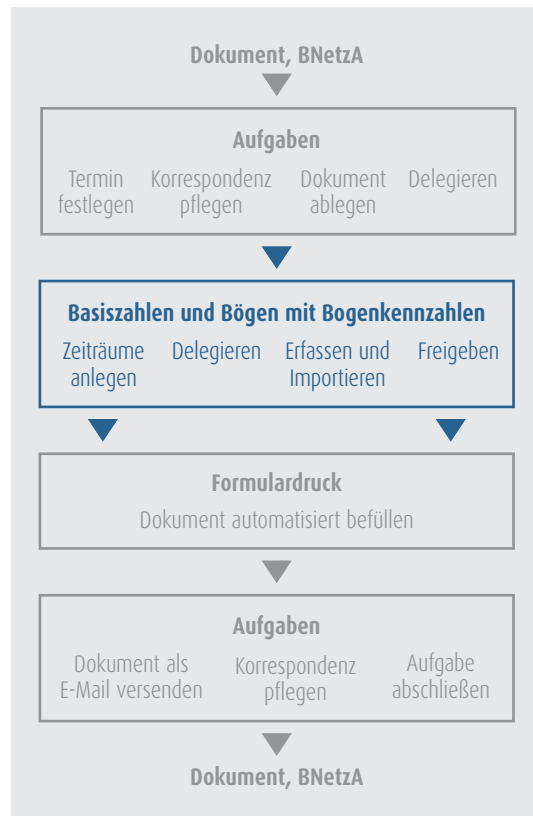 Dokument, BNetzA
Aufgaben
Termin festlegen
Korrespondenz pflegen
Dokument ablegen
Delegieren
Basiszahlen und Bögen mit Bogenkennzahlen
Zeiträume anlegen
Delegieren
Erfassen und Importieren
Freigeben
Formulardruck
Dokument automatisiert befüllen
Aufgaben
Dokument als E-Mail versenden
Korrespondenz pflegen
Aufgabe abschließen
Dokument, BNetzA